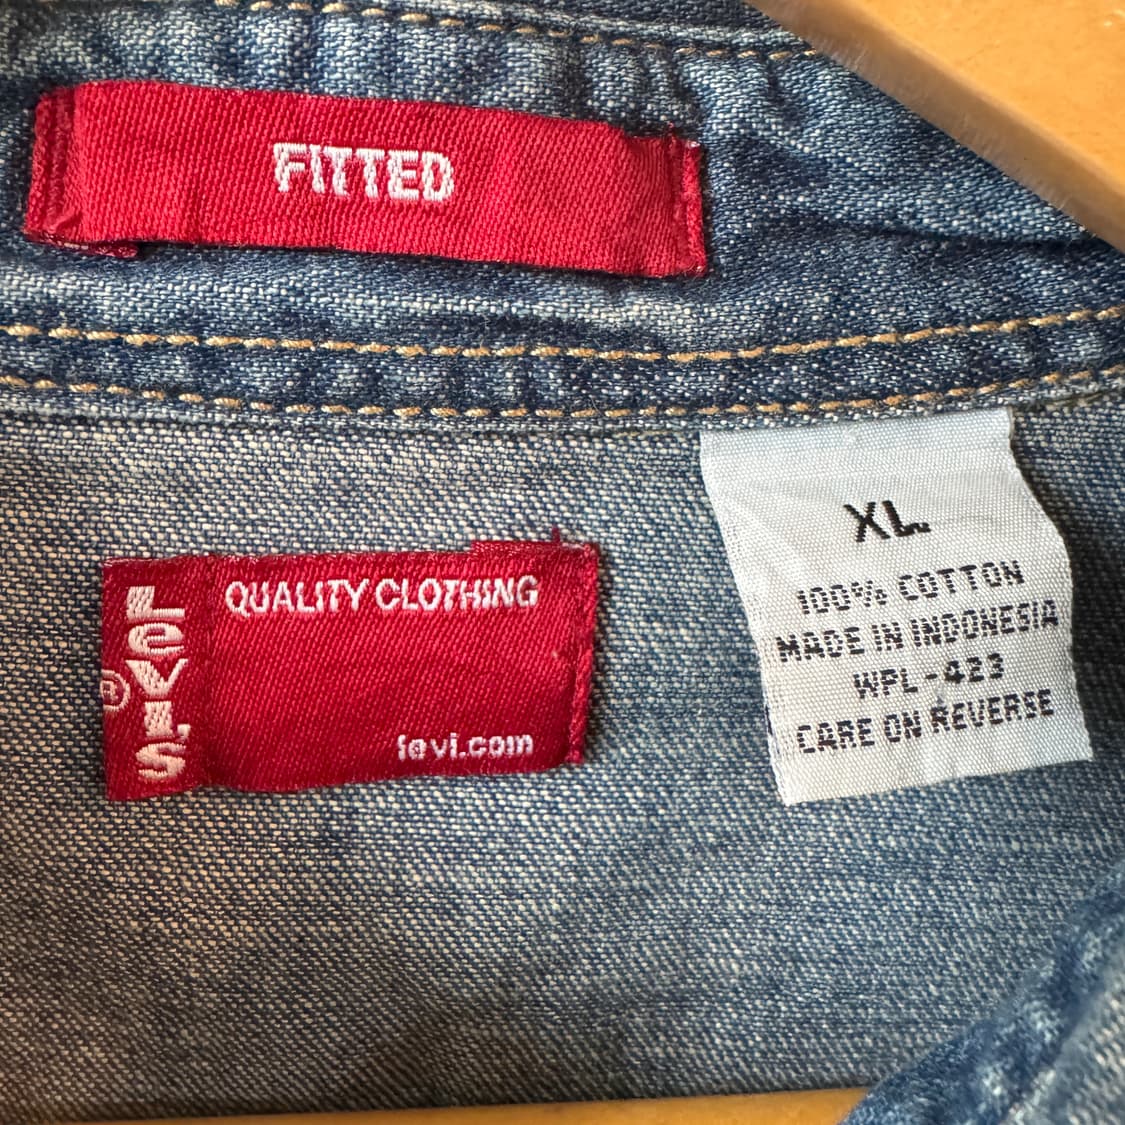 FITTED
LEVI'S
®
QUALITY CLOTHING
levi.com
XL
100% COTTON
MADE IN INDONESIA
WPL-423
CARE ON REVERSE